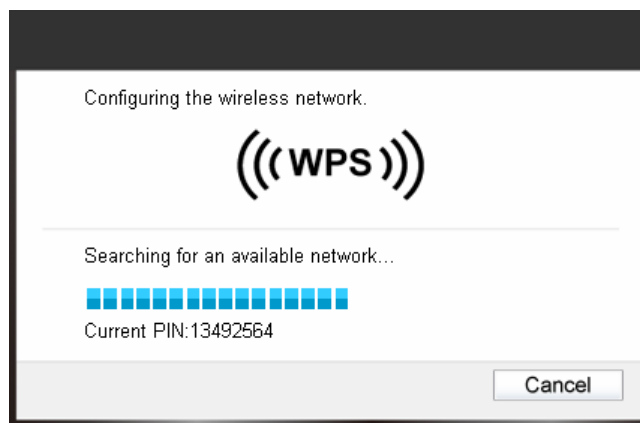 Configuring the wireless network.
WPS
Searching for an available network...
Current PIN:13492564
Cancel